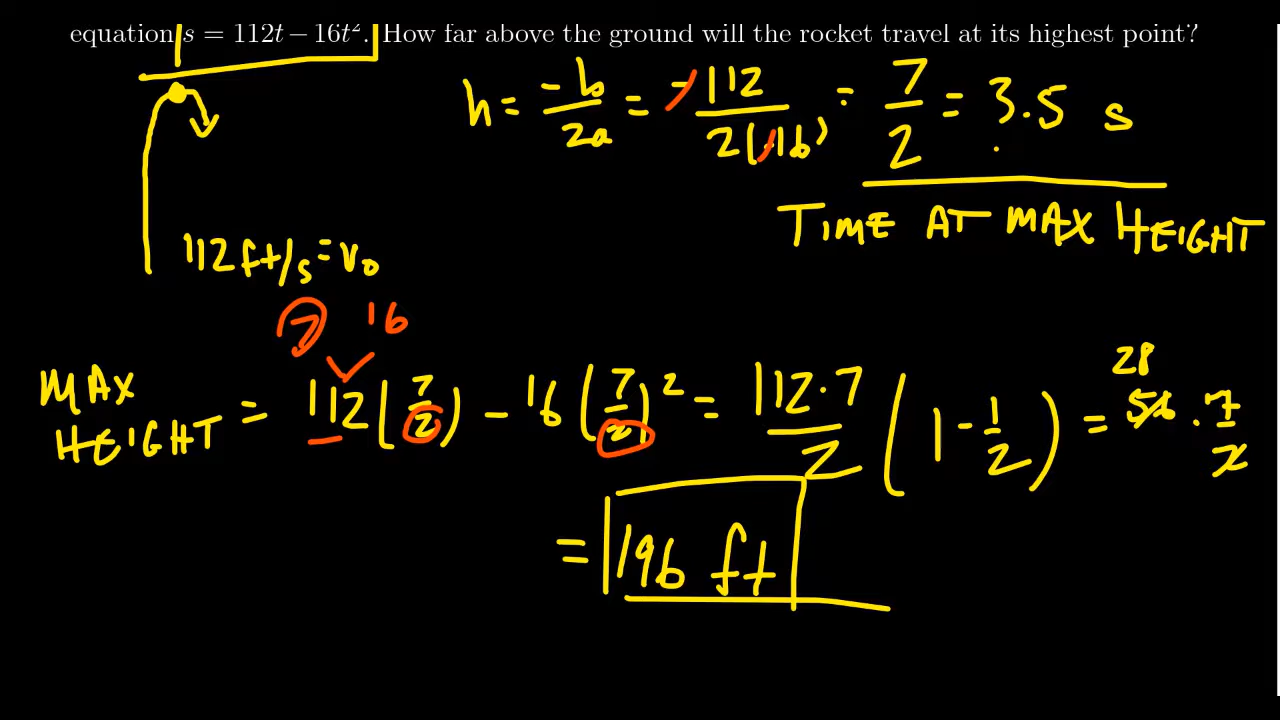 equation s = 112t − 16t². How far above the ground will the rocket travel at its highest point?
h = -b/2a = -112/2(-16) = 7/2 = 3.5 s
TIME AT MAX HEIGHT
112 ft/s = v₀
7 16
MAX HEIGHT = 112(7/2) - 16(7/2)² = 112·7/2 (1 - 1/2) = 56 · 7/2
28
= 196 ft